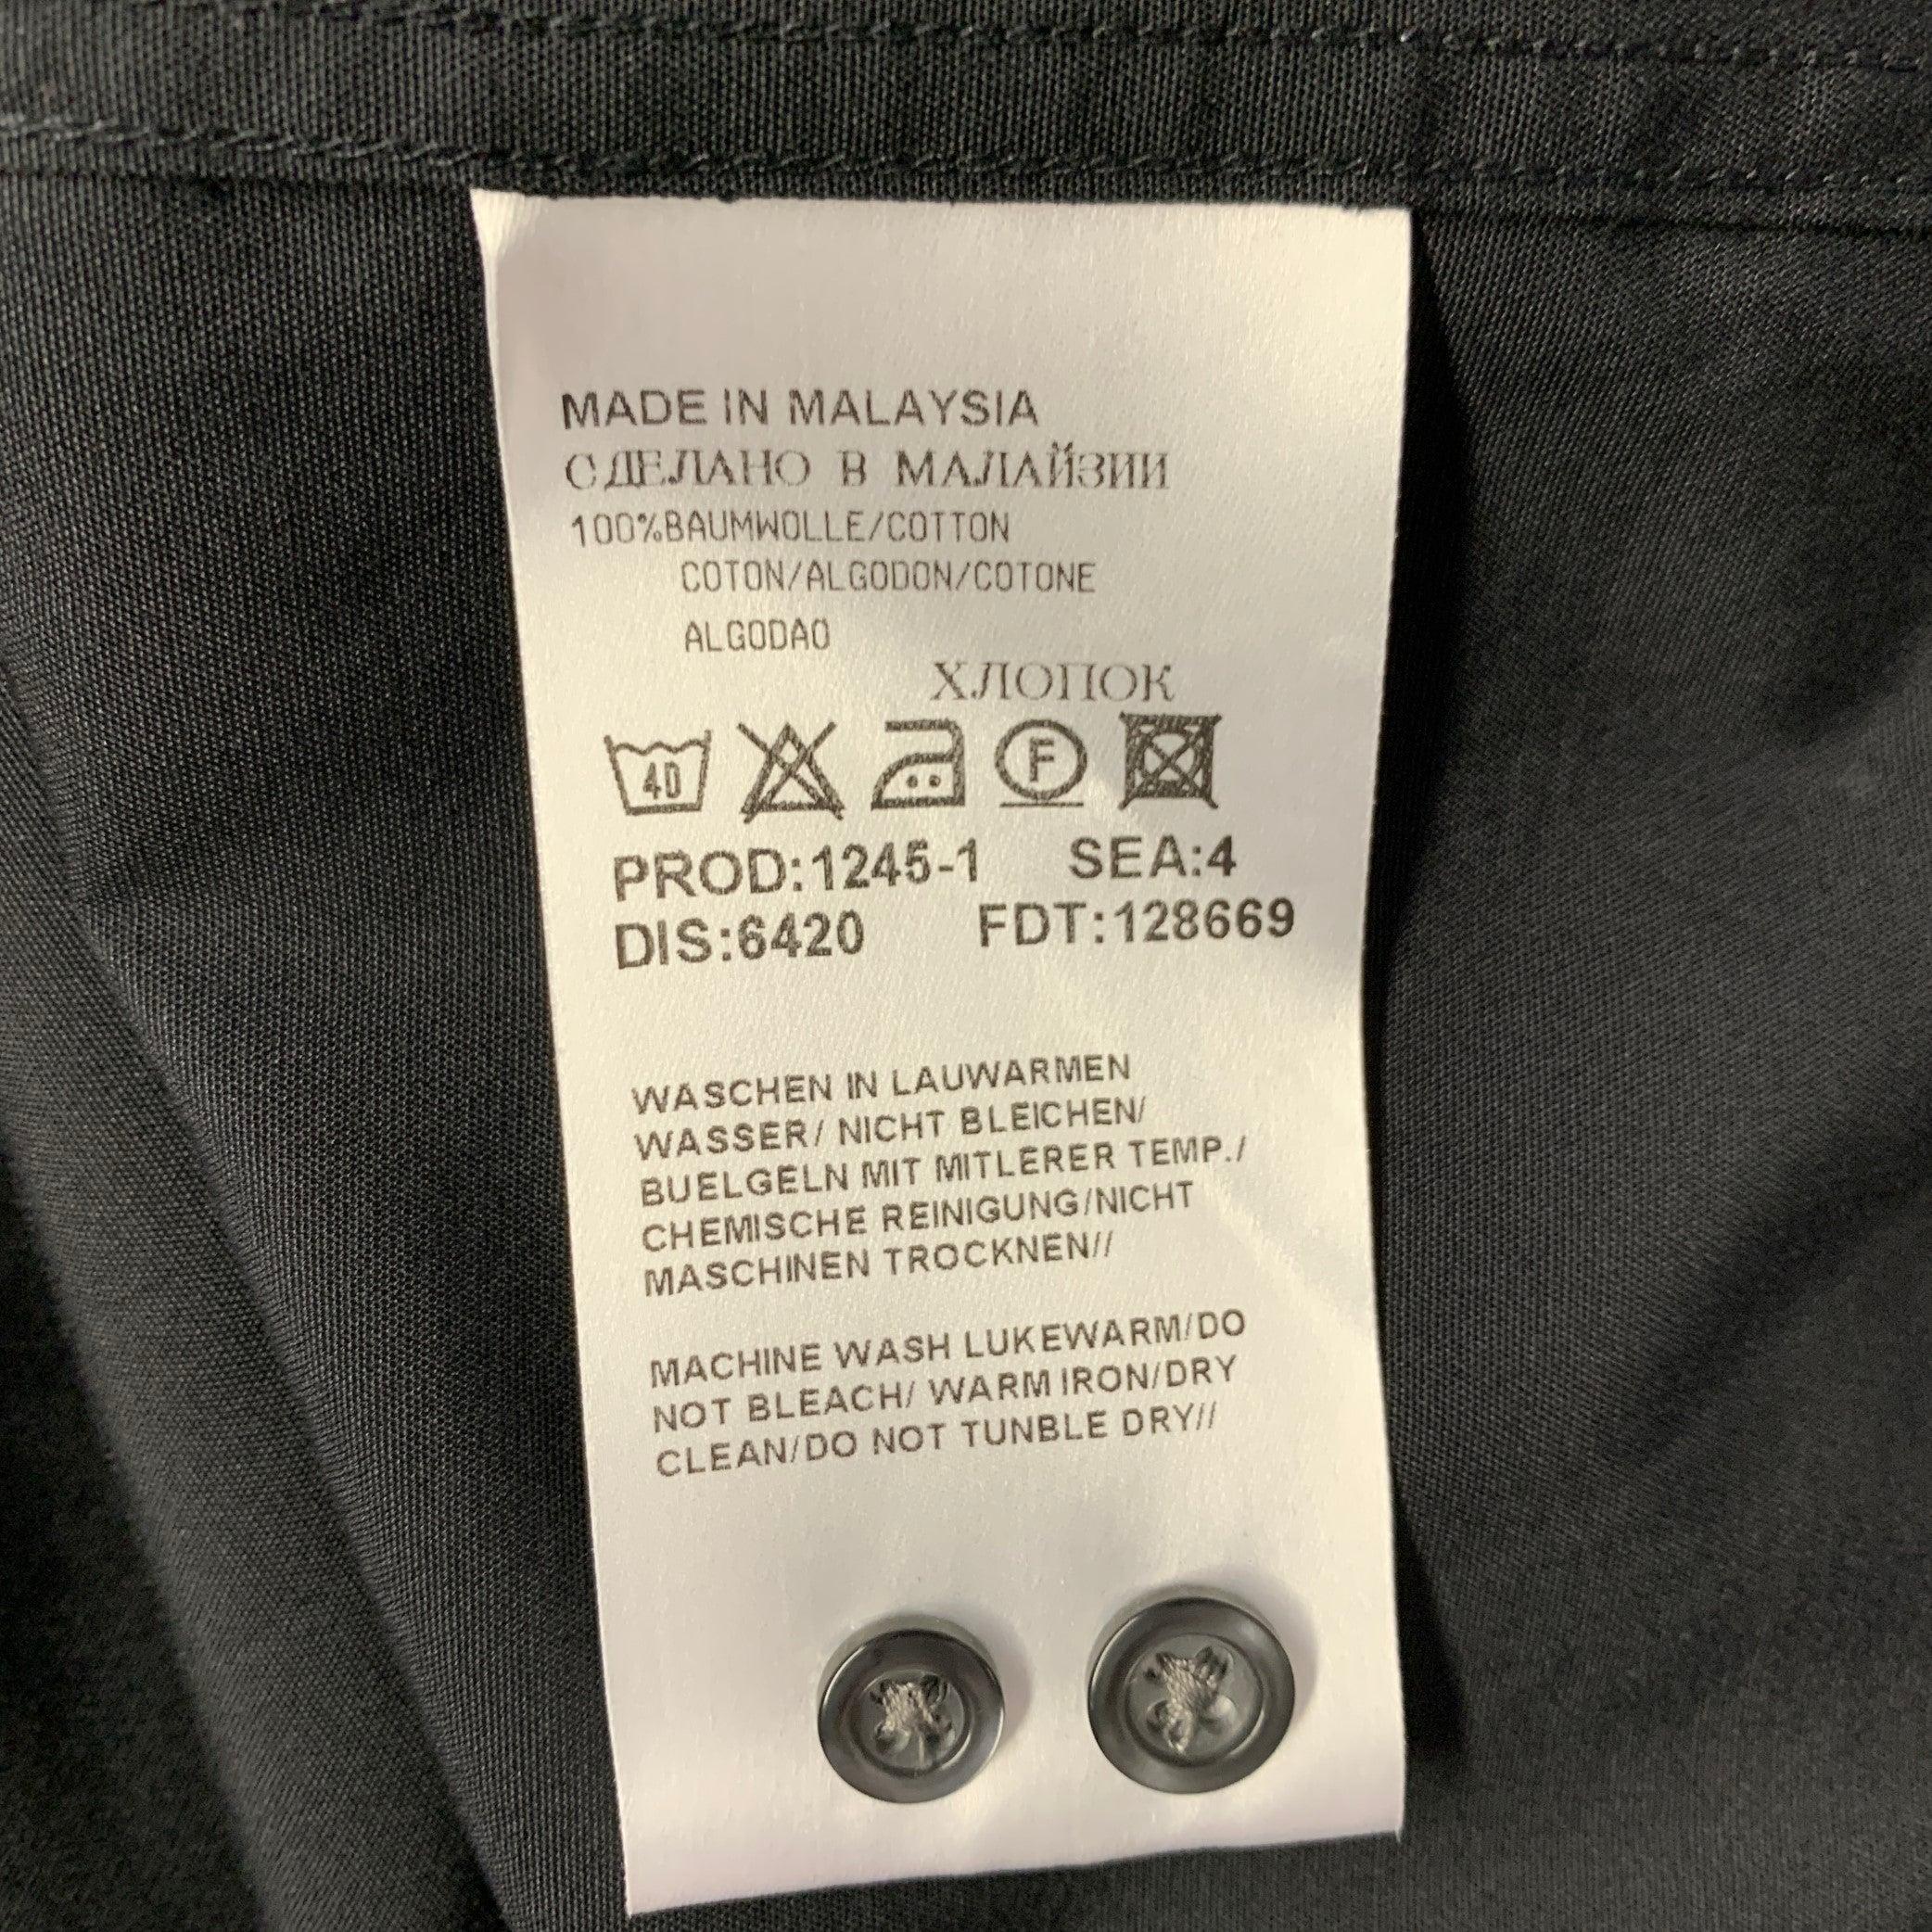 MADE IN MALAYSIA
СДЕЛАНО В МАЛАЙЗИИ
100%BAUMWOLLE/COTTON
COTON/ALGODON/COTONE
ALGODAO
ХЛОПОК
40 F
PROD:1245-1 SEA:4
DIS:6420 FDT:128669
WASCHEN IN LAUWARMEN
WASSER/ NICHT BLEICHEN/
BUELGELN MIT MITLERER TEMP./
CHEMISCHE REINIGUNG/NICHT
MASCHINEN TROCKNEN//
MACHINE WASH LUKEWARM/DO
NOT BLEACH/ WARM IRON/DRY
CLEAN/DO NOT TUNBLE DRY//